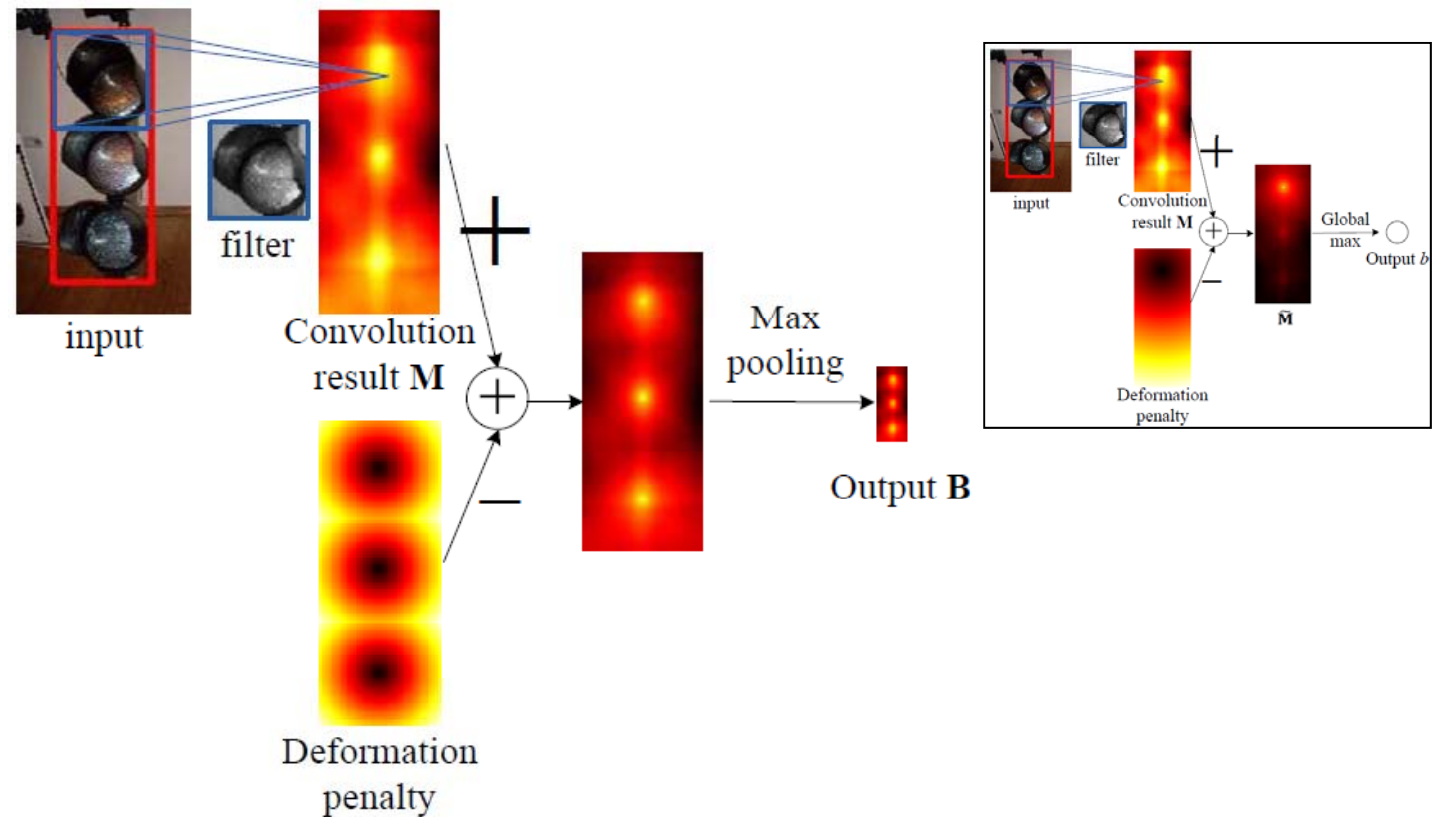 input
filter
Convolution
result M
+
+
−
Deformation
penalty
Max
pooling
Output B
input
filter
Convolution
result M
+
+
−
Deformation
penalty
M̃
Global
max
Output b